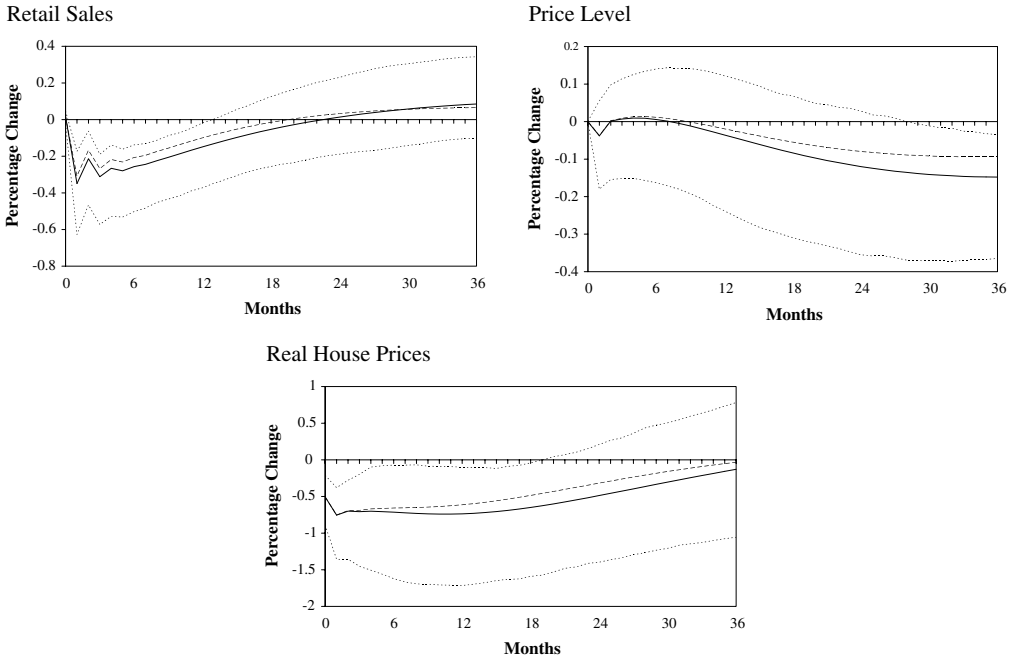 Retail Sales
Price Level
0.4
0.2
0
-0.2
-0.4
-0.6
-0.8
Percentage Change
0 6 12 18 24 30 36
Months
0.2
0.1
0
-0.1
-0.2
-0.3
-0.4
Percentage Change
0 6 12 18 24 30 36
Months
Real House Prices
1
0.5
0
-0.5
-1
-1.5
-2
Percentage Change
0 6 12 18 24 30 36
Months